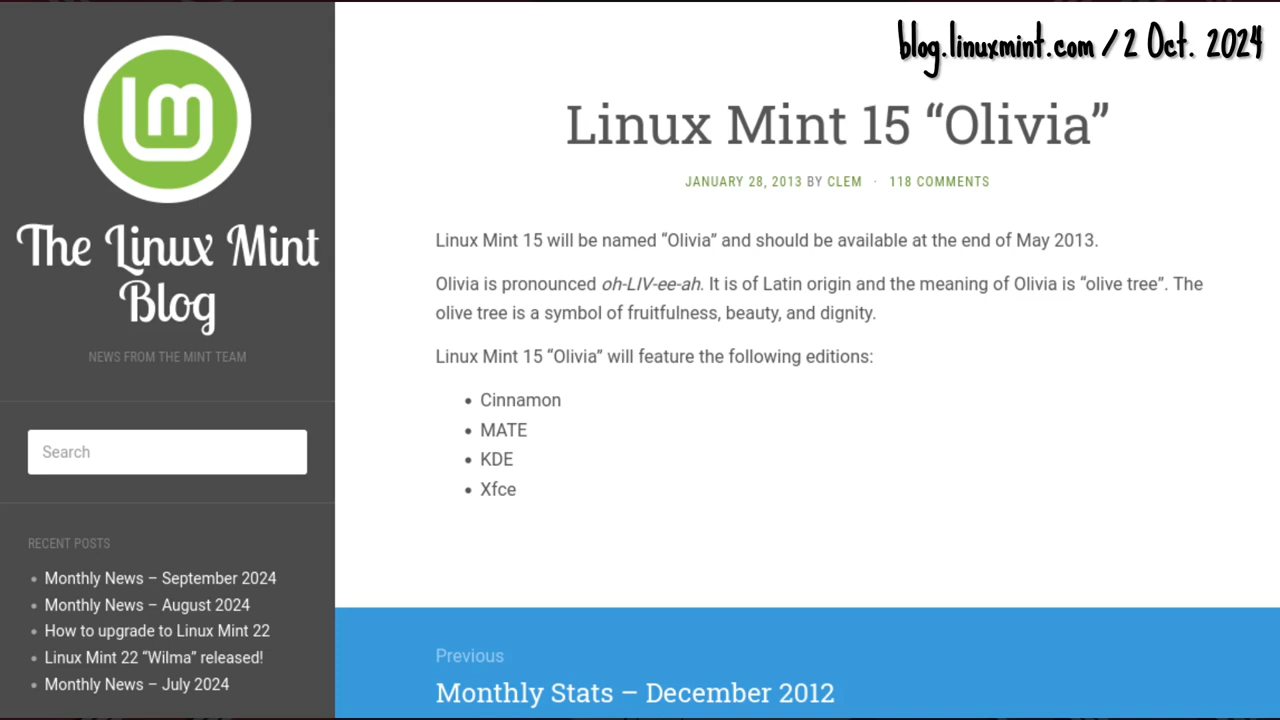 blog.linuxmint.com / 2 Oct. 2024
lm
The Linux Mint
Blog
NEWS FROM THE MINT TEAM
Search
RECENT POSTS
• Monthly News – September 2024
• Monthly News – August 2024
• How to upgrade to Linux Mint 22
• Linux Mint 22 “Wilma” released!
• Monthly News – July 2024
Linux Mint 15 “Olivia”
JANUARY 28, 2013 BY CLEM · 118 COMMENTS
Linux Mint 15 will be named “Olivia” and should be available at the end of May 2013.
Olivia is pronounced oh-LIV-ee-ah. It is of Latin origin and the meaning of Olivia is “olive tree”. The
olive tree is a symbol of fruitfulness, beauty, and dignity.
Linux Mint 15 “Olivia” will feature the following editions:
• Cinnamon
• MATE
• KDE
• Xfce
Previous
Monthly Stats – December 2012